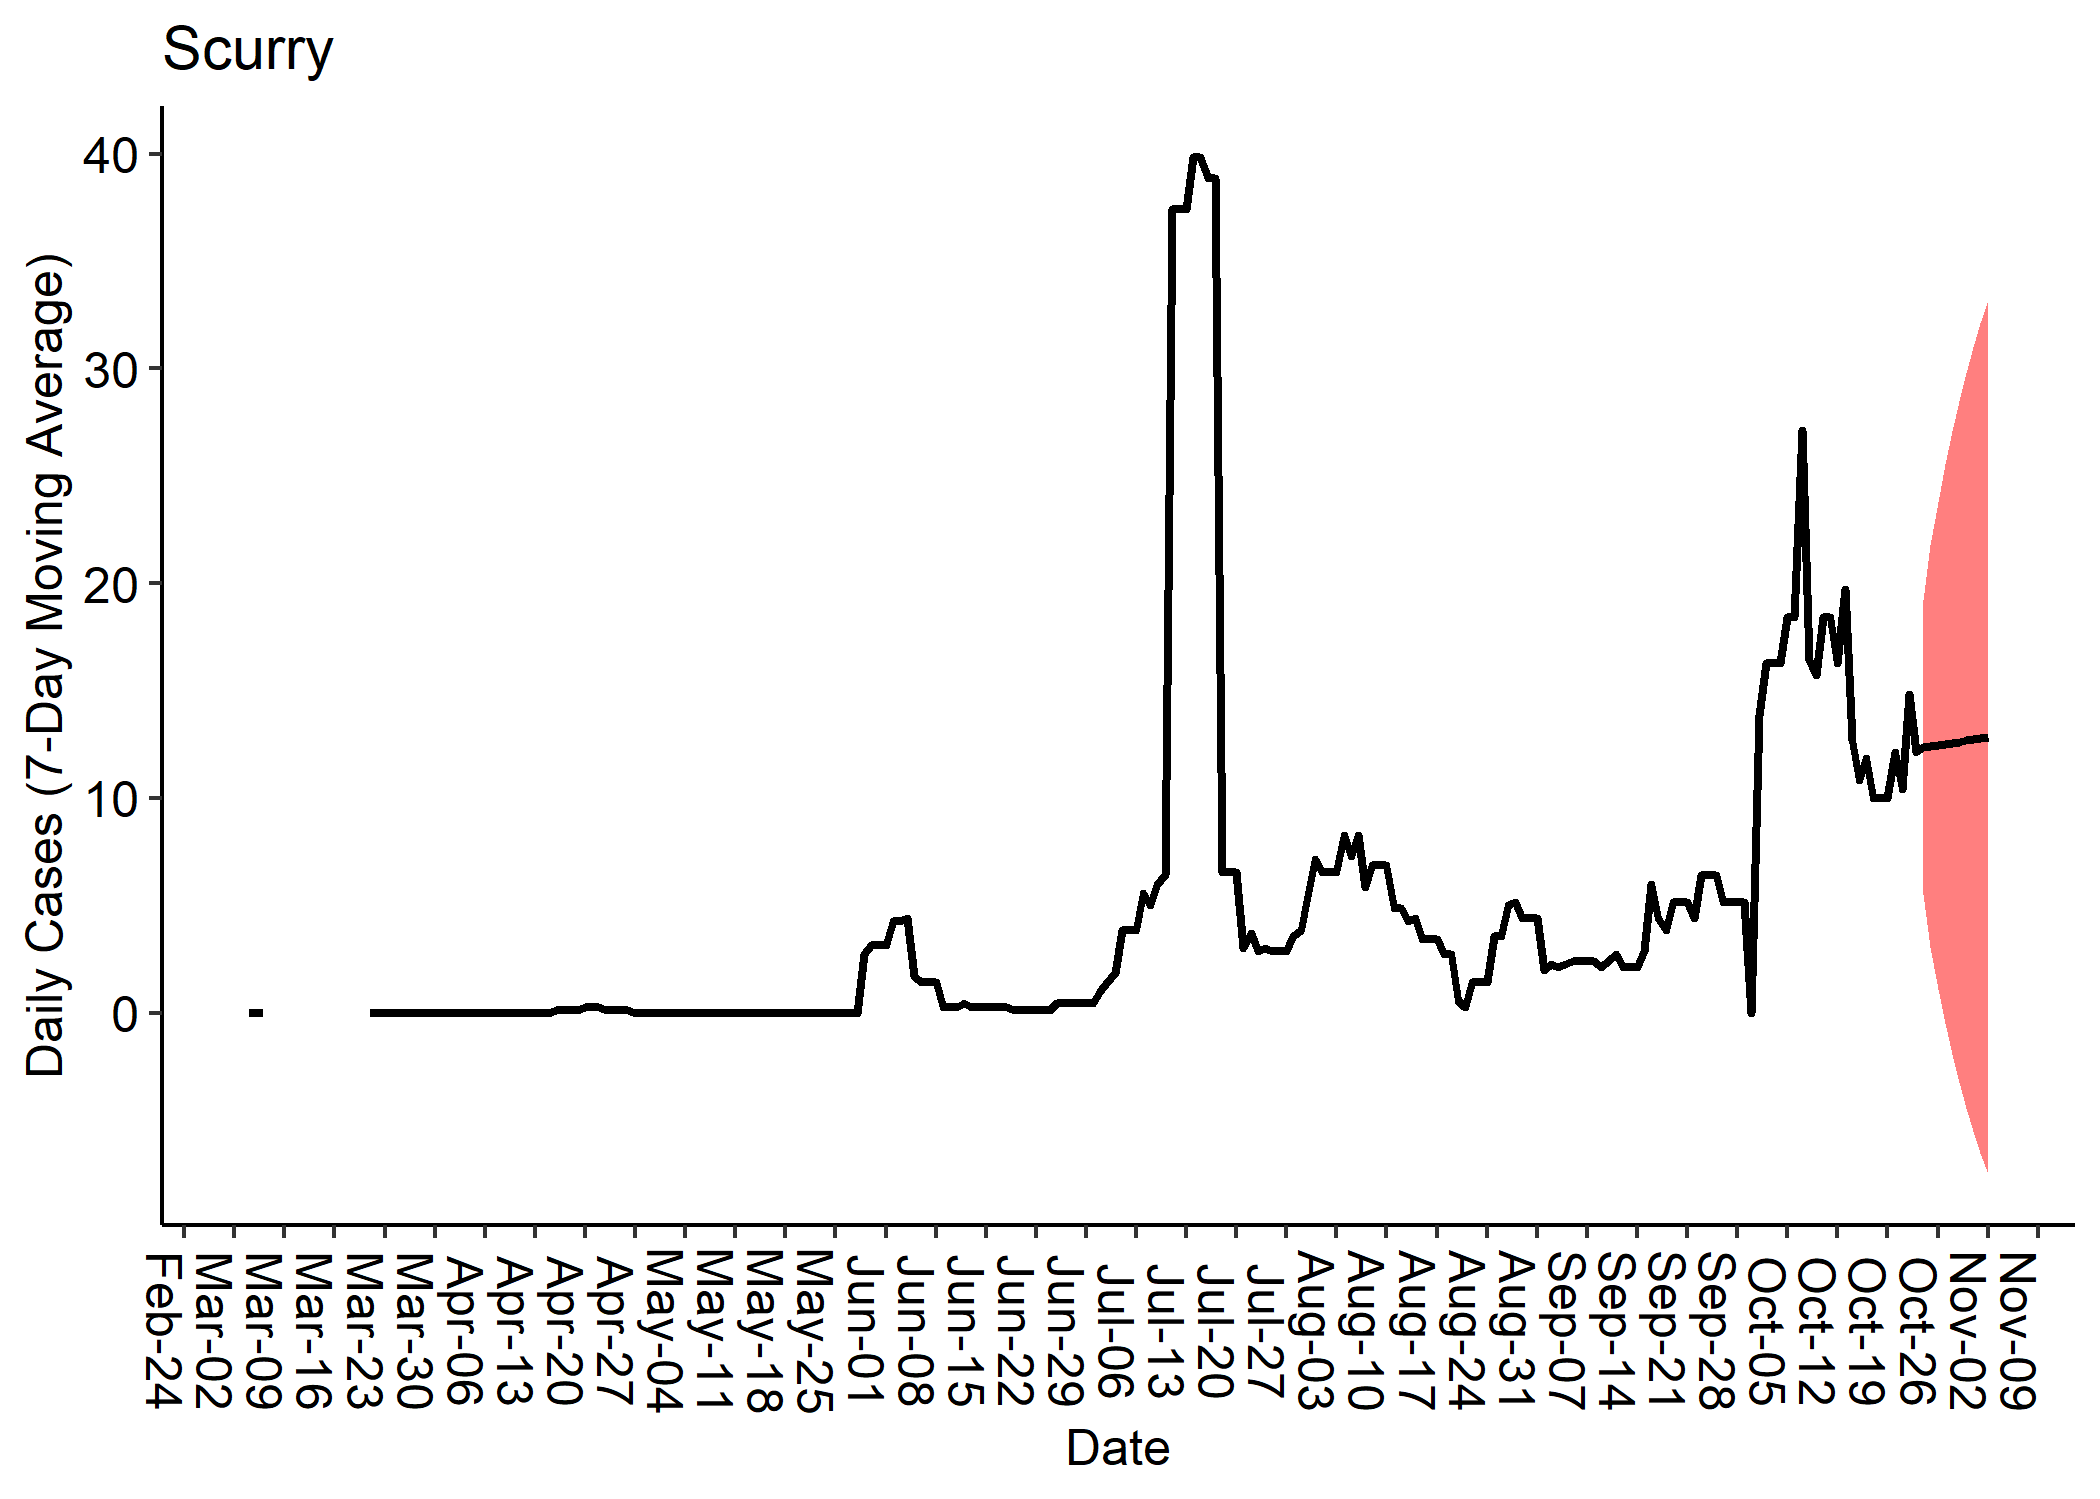 Scurry
Daily Cases (7-Day Moving Average)
40
30
20
10
0
Feb-24
Mar-02
Mar-09
Mar-16
Mar-23
Mar-30
Apr-06
Apr-13
Apr-20
Apr-27
May-04
May-11
May-18
May-25
Jun-01
Jun-08
Jun-15
Jun-22
Jun-29
Jul-06
Jul-13
Jul-20
Jul-27
Aug-03
Aug-10
Aug-17
Aug-24
Aug-31
Sep-07
Sep-14
Sep-21
Sep-28
Oct-05
Oct-12
Oct-19
Oct-26
Nov-02
Nov-09
Date